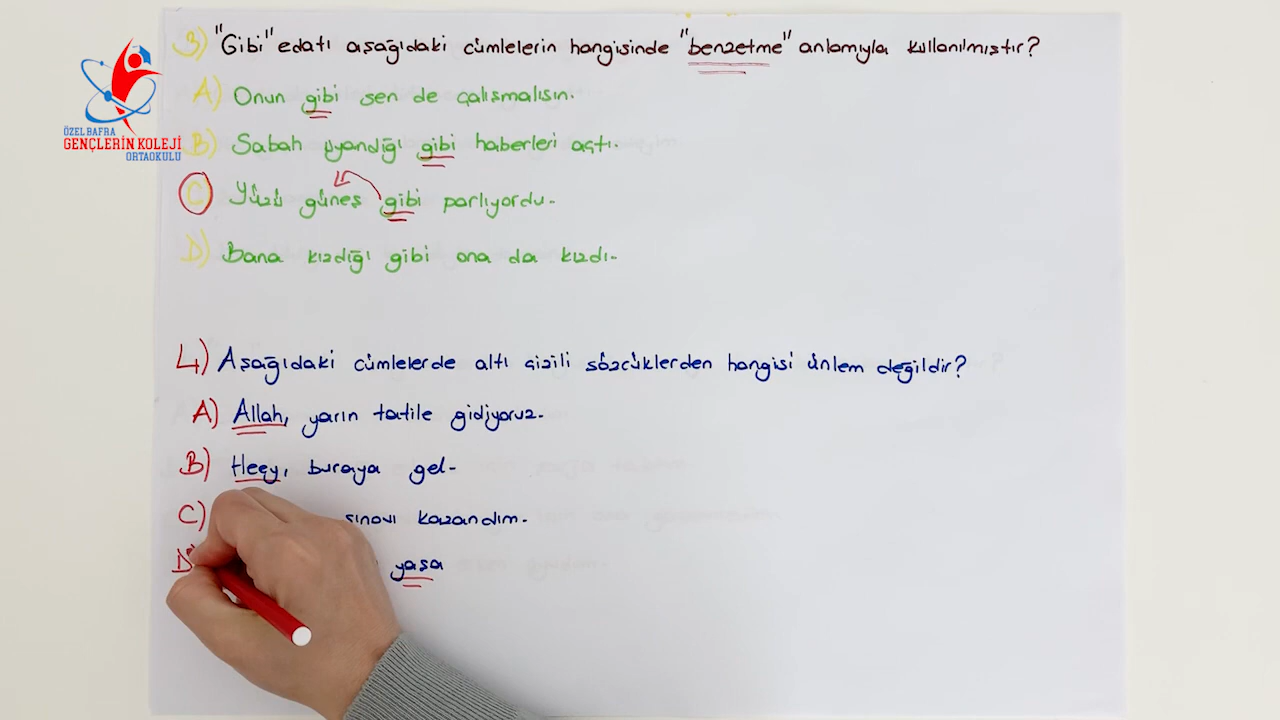 ÖZEL BAFRA
GENÇLERİN KOLEJİ
ORTAOKULU
3) "Gibi" edatı aşağıdaki cümlelerin hangisinde "benzetme" anlamıyla kullanılmıştır?
A) Onun gibi sen de çalışmalısın.
B) Sabah uyandığı gibi haberleri açtı.
C Yüzü güneş gibi parlıyordu.
D) Bana kızdığı gibi ona da kızdı.
4) Aşağıdaki cümlelerde altı çizili sözcüklerden hangisi ünlem değildir?
A) Allah, yarın tatile gidiyoruz.
B) Heey, buraya gel.
C) sınavı kazandım.
D yaşa